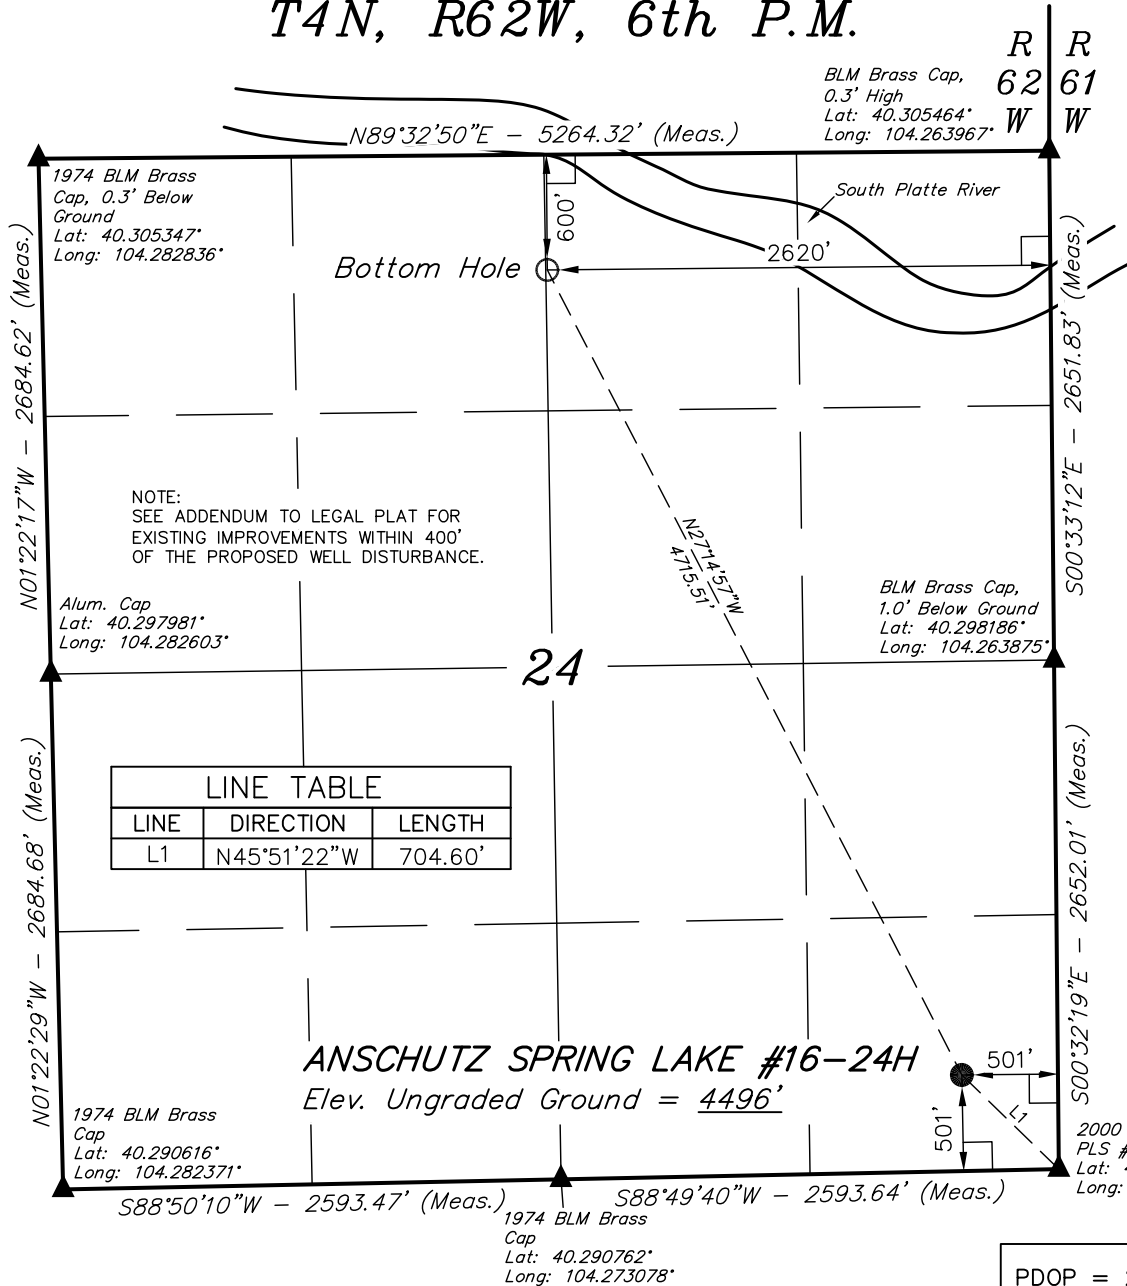 T4N, R62W, 6th P.M.
R R
62 61
W W
BLM Brass Cap,
0.3' High
Lat: 40.305464°
Long: 104.263967°
N89°32'50"E - 5264.32' (Meas.)
1974 BLM Brass
Cap, 0.3' Below
Ground
Lat: 40.305347°
Long: 104.282836°
600'
South Platte River
2620'
Bottom Hole
N01°22'17"W - 2684.62' (Meas.)
S00°33'12"E - 2651.83' (Meas.)
NOTE:
SEE ADDENDUM TO LEGAL PLAT FOR
EXISTING IMPROVEMENTS WITHIN 400'
OF THE PROPOSED WELL DISTURBANCE.
N27°14'57"W
4715.51'
Alum. Cap
Lat: 40.297981°
Long: 104.282603°
BLM Brass Cap,
1.0' Below Ground
Lat: 40.298186°
Long: 104.263875°
24
LINE TABLE
LINE DIRECTION LENGTH
L1 N45°51'22"W 704.60'
N01°22'29"W - 2684.68' (Meas.)
S00°32'19"E - 2652.01' (Meas.)
ANSCHUTZ SPRING LAKE #16-24H
Elev. Ungraded Ground = 4496'
501'
501'
L1
1974 BLM Brass
Cap
Lat: 40.290616°
Long: 104.282371°
2000
PLS #
Lat:
Long:
S88°50'10"W - 2593.47' (Meas.)
S88°49'40"W - 2593.64' (Meas.)
1974 BLM Brass
Cap
Lat: 40.290762°
Long: 104.273078°
PDOP =